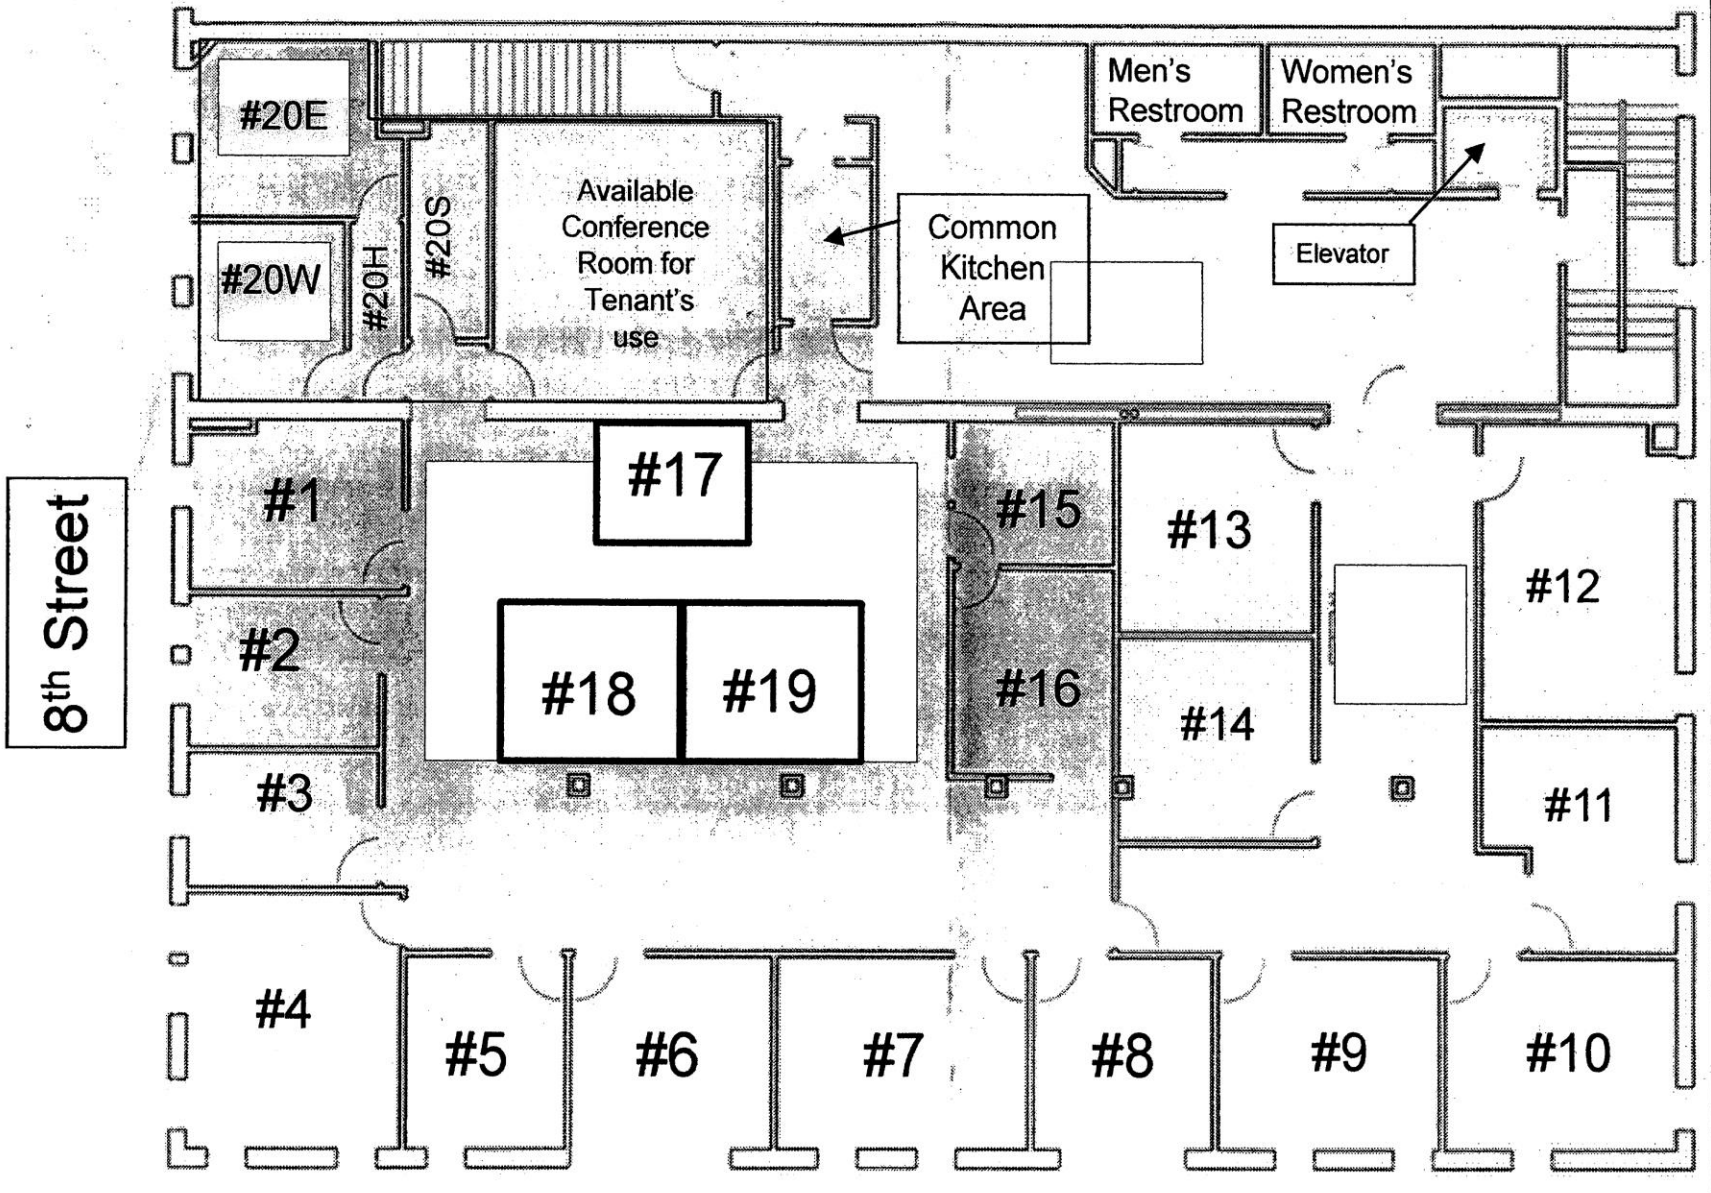 #20E
Men's
Restroom
Women's
Restroom
#20W
#20H
#20S
Available
Conference
Room for
Tenant's
use
Common
Kitchen
Area
Elevator
8th Street
#17
#1
#15
#13
#12
#2
#18
#19
#16
#14
#3
#11
#4
#5
#6
#7
#8
#9
#10